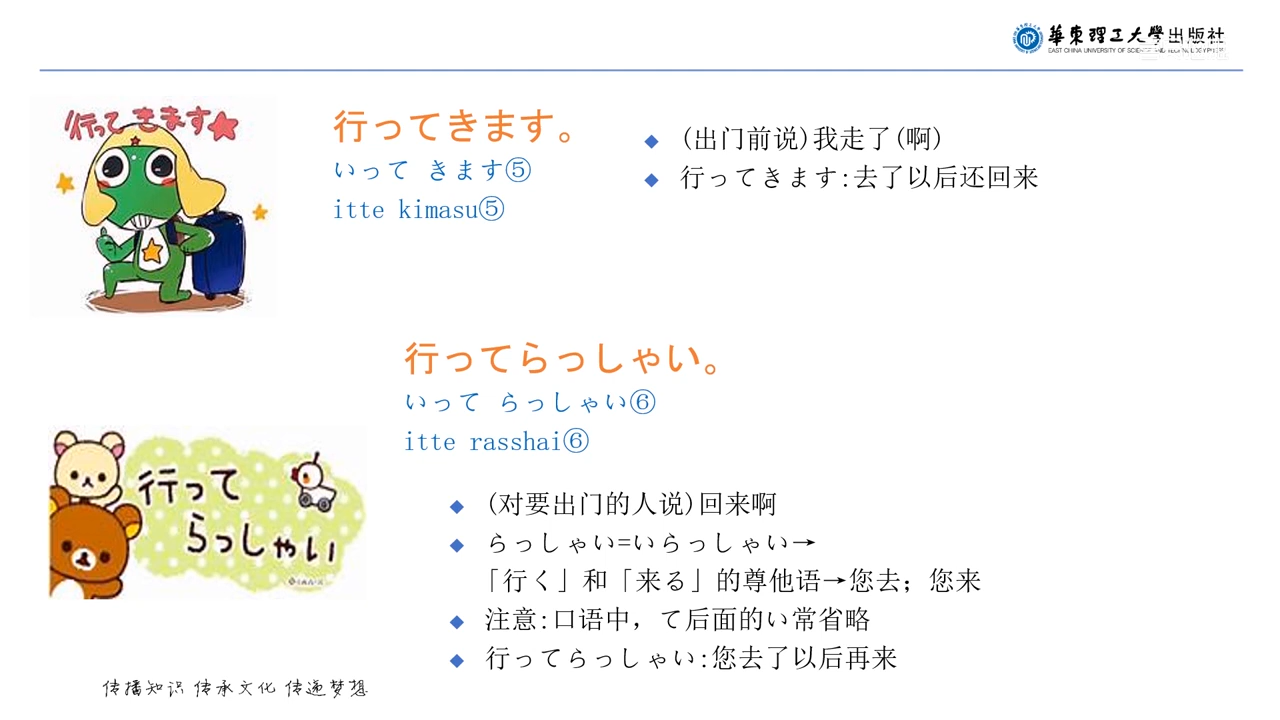 華東理工大學出版社
行ってきます
行ってきます。
いって きます⑤
itte kimasu⑤
◆ (出门前说)我走了(啊)
◆ 行ってきます:去了以后还回来
行ってらっしゃい。
いって らっしゃい⑥
itte rasshai⑥
行って
らっしゃい
◆ (对要出门的人说)回来啊
◆ らっしゃい=いらっしゃい→
「行く」和「来る」的尊他语→您去；您来
◆ 注意:口语中，て后面的い常省略
◆ 行ってらっしゃい:您去了以后再来
传播知识 传承文化 传递梦想